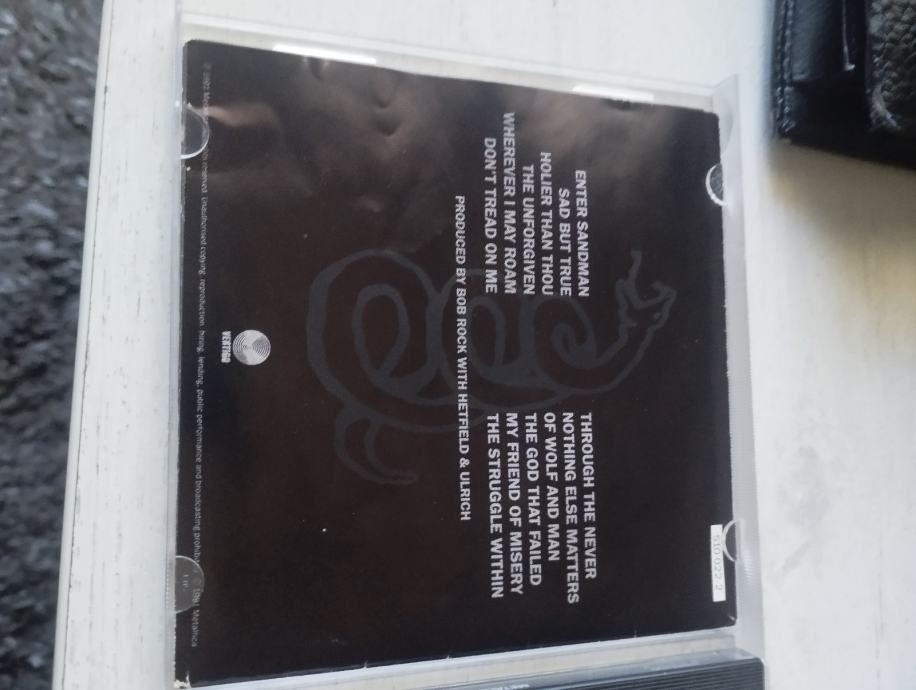 ENTER SANDMAN
SAD BUT TRUE
HOLIER THAN THOU
THE UNFORGIVEN
WHEREVER I MAY ROAM
DON'T TREAD ON ME
THROUGH THE NEVER
NOTHING ELSE MATTERS
OF WOLF AND MAN
THE GOD THAT FAILED
MY FRIEND OF MISERY
THE STRUGGLE WITHIN
PRODUCED BY BOB ROCK WITH HETFIELD & ULRICH
VERTIGO
reserved. Unauthorised copying, reproduction, hiring, lending, public performance and broadcasting © 1991 Metallica
510 022-2